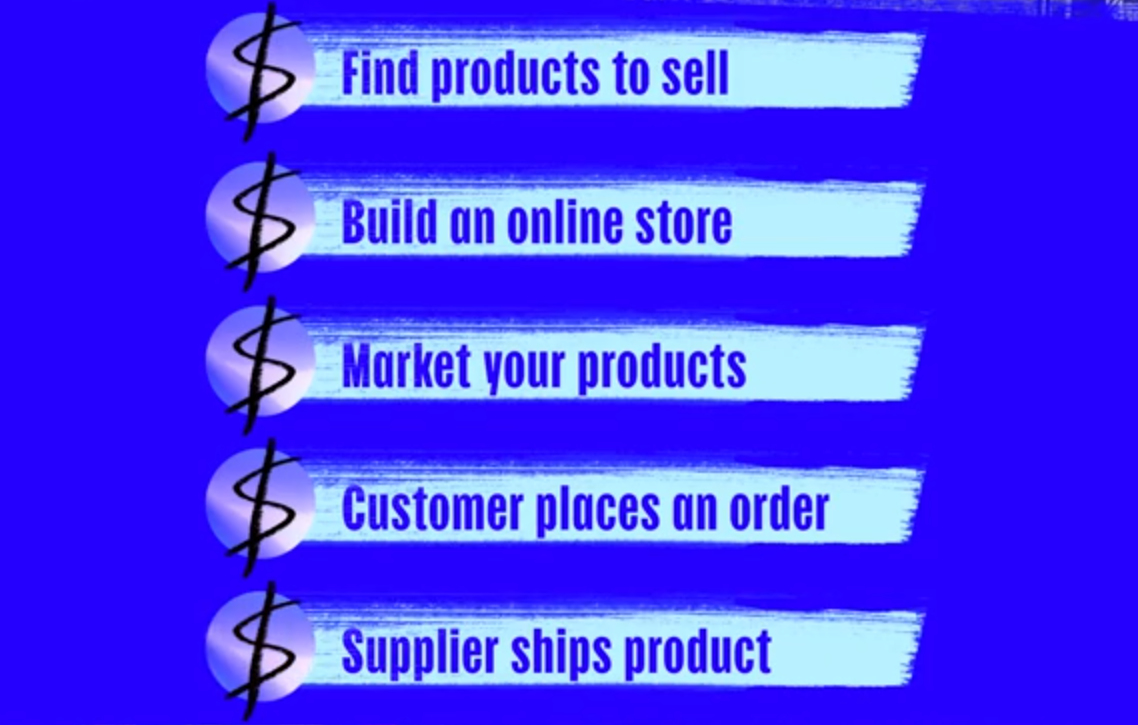 $ Find products to sell
$ Build an online store
$ Market your products
$ Customer places an order
$ Supplier ships product